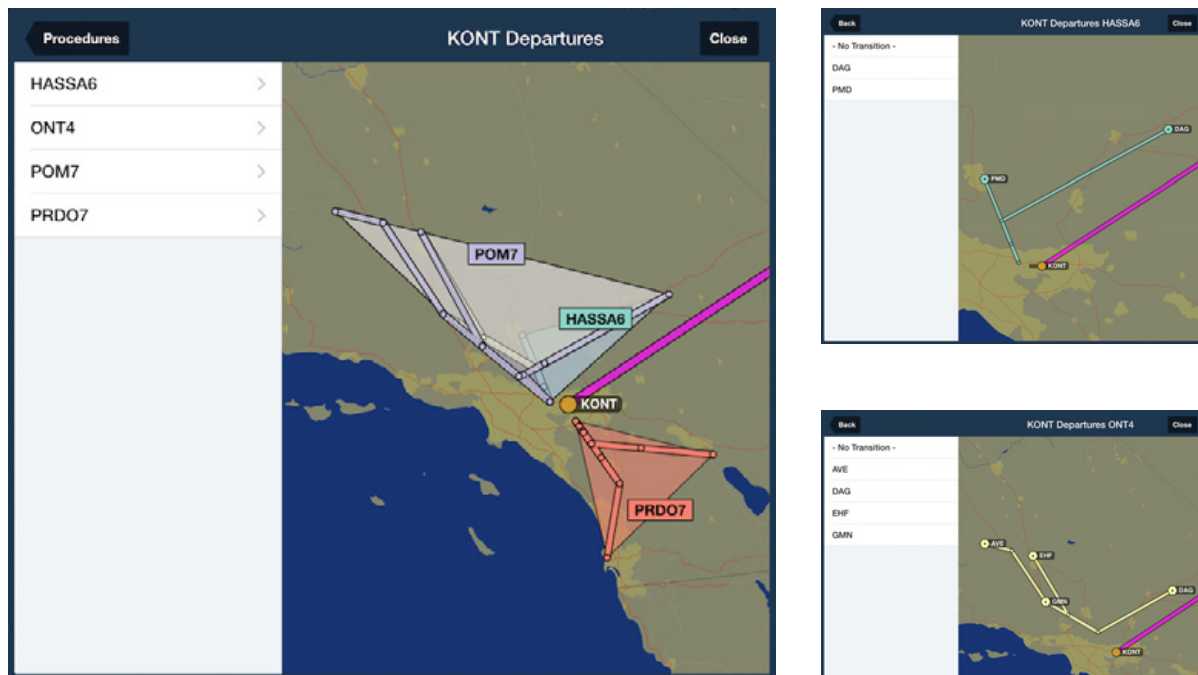 Procedures
KONT Departures
Close
HASSA6
ONT4
POM7
PRDO7
POM7
HASSA6
KONT
PRDO7
Back
KONT Departures HASSA6
Close
- No Transition -
DAG
PMD
DAG
PMD
KONT
Back
KONT Departures ONT4
Close
- No Transition -
AVE
DAG
EHF
GMN
AVE
EHF
DAG
GMN
KONT